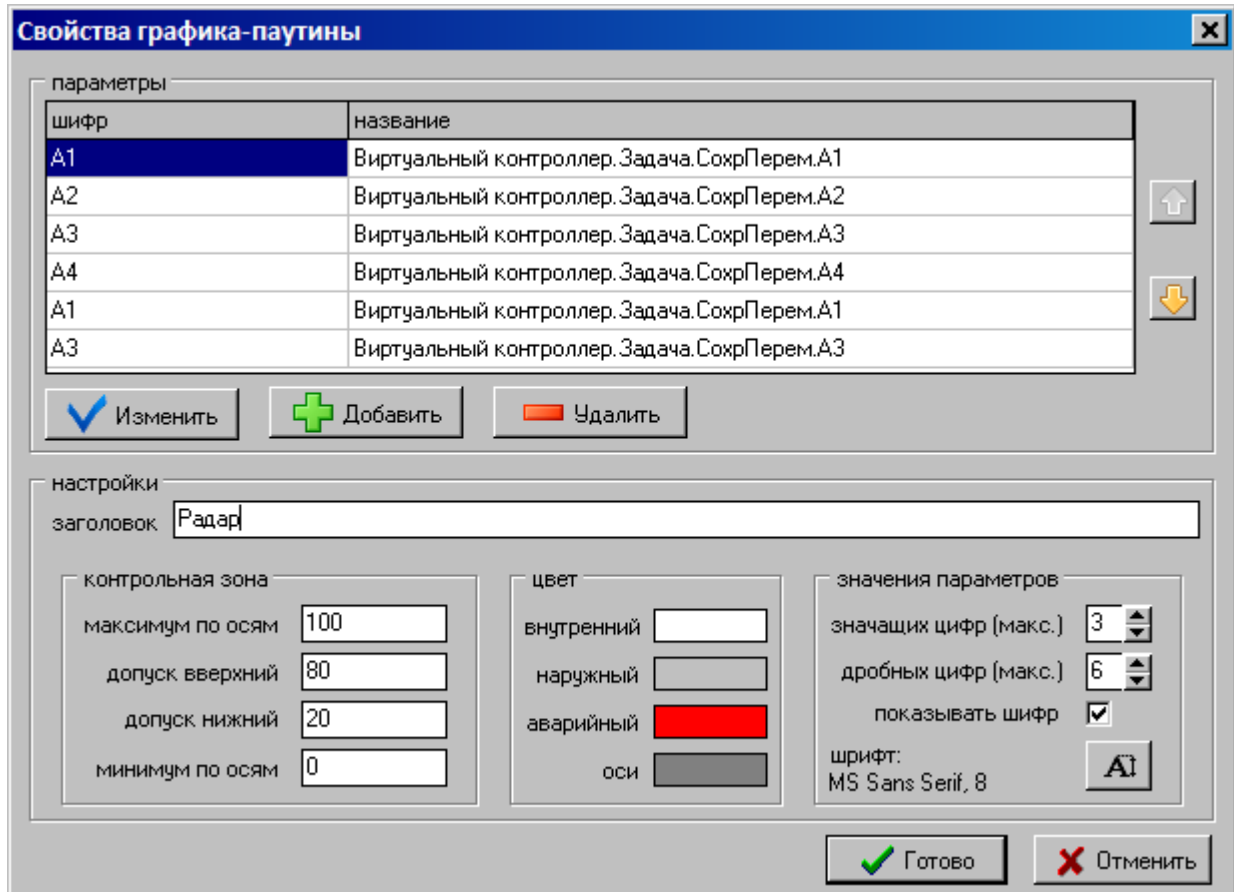 Свойства графика-паутины
параметры
шифр название
A1 Виртуальный контроллер.Задача.СохрПерем.A1
A2 Виртуальный контроллер.Задача.СохрПерем.A2
A3 Виртуальный контроллер.Задача.СохрПерем.A3
A4 Виртуальный контроллер.Задача.СохрПерем.A4
A1 Виртуальный контроллер.Задача.СохрПерем.A1
A3 Виртуальный контроллер.Задача.СохрПерем.A3
Изменить Добавить Удалить
настройки
заголовок Радар
контрольная зона
максимум по осям 100
допуск вверхний 80
допуск нижний 20
минимум по осям 0
цвет
внутренний
наружный
аварийный
оси
значения параметров
значащих цифр (макс.) 3
дробных цифр (макс.) 6
показывать шифр
шрифт:
MS Sans Serif, 8
A
Готово Отменить